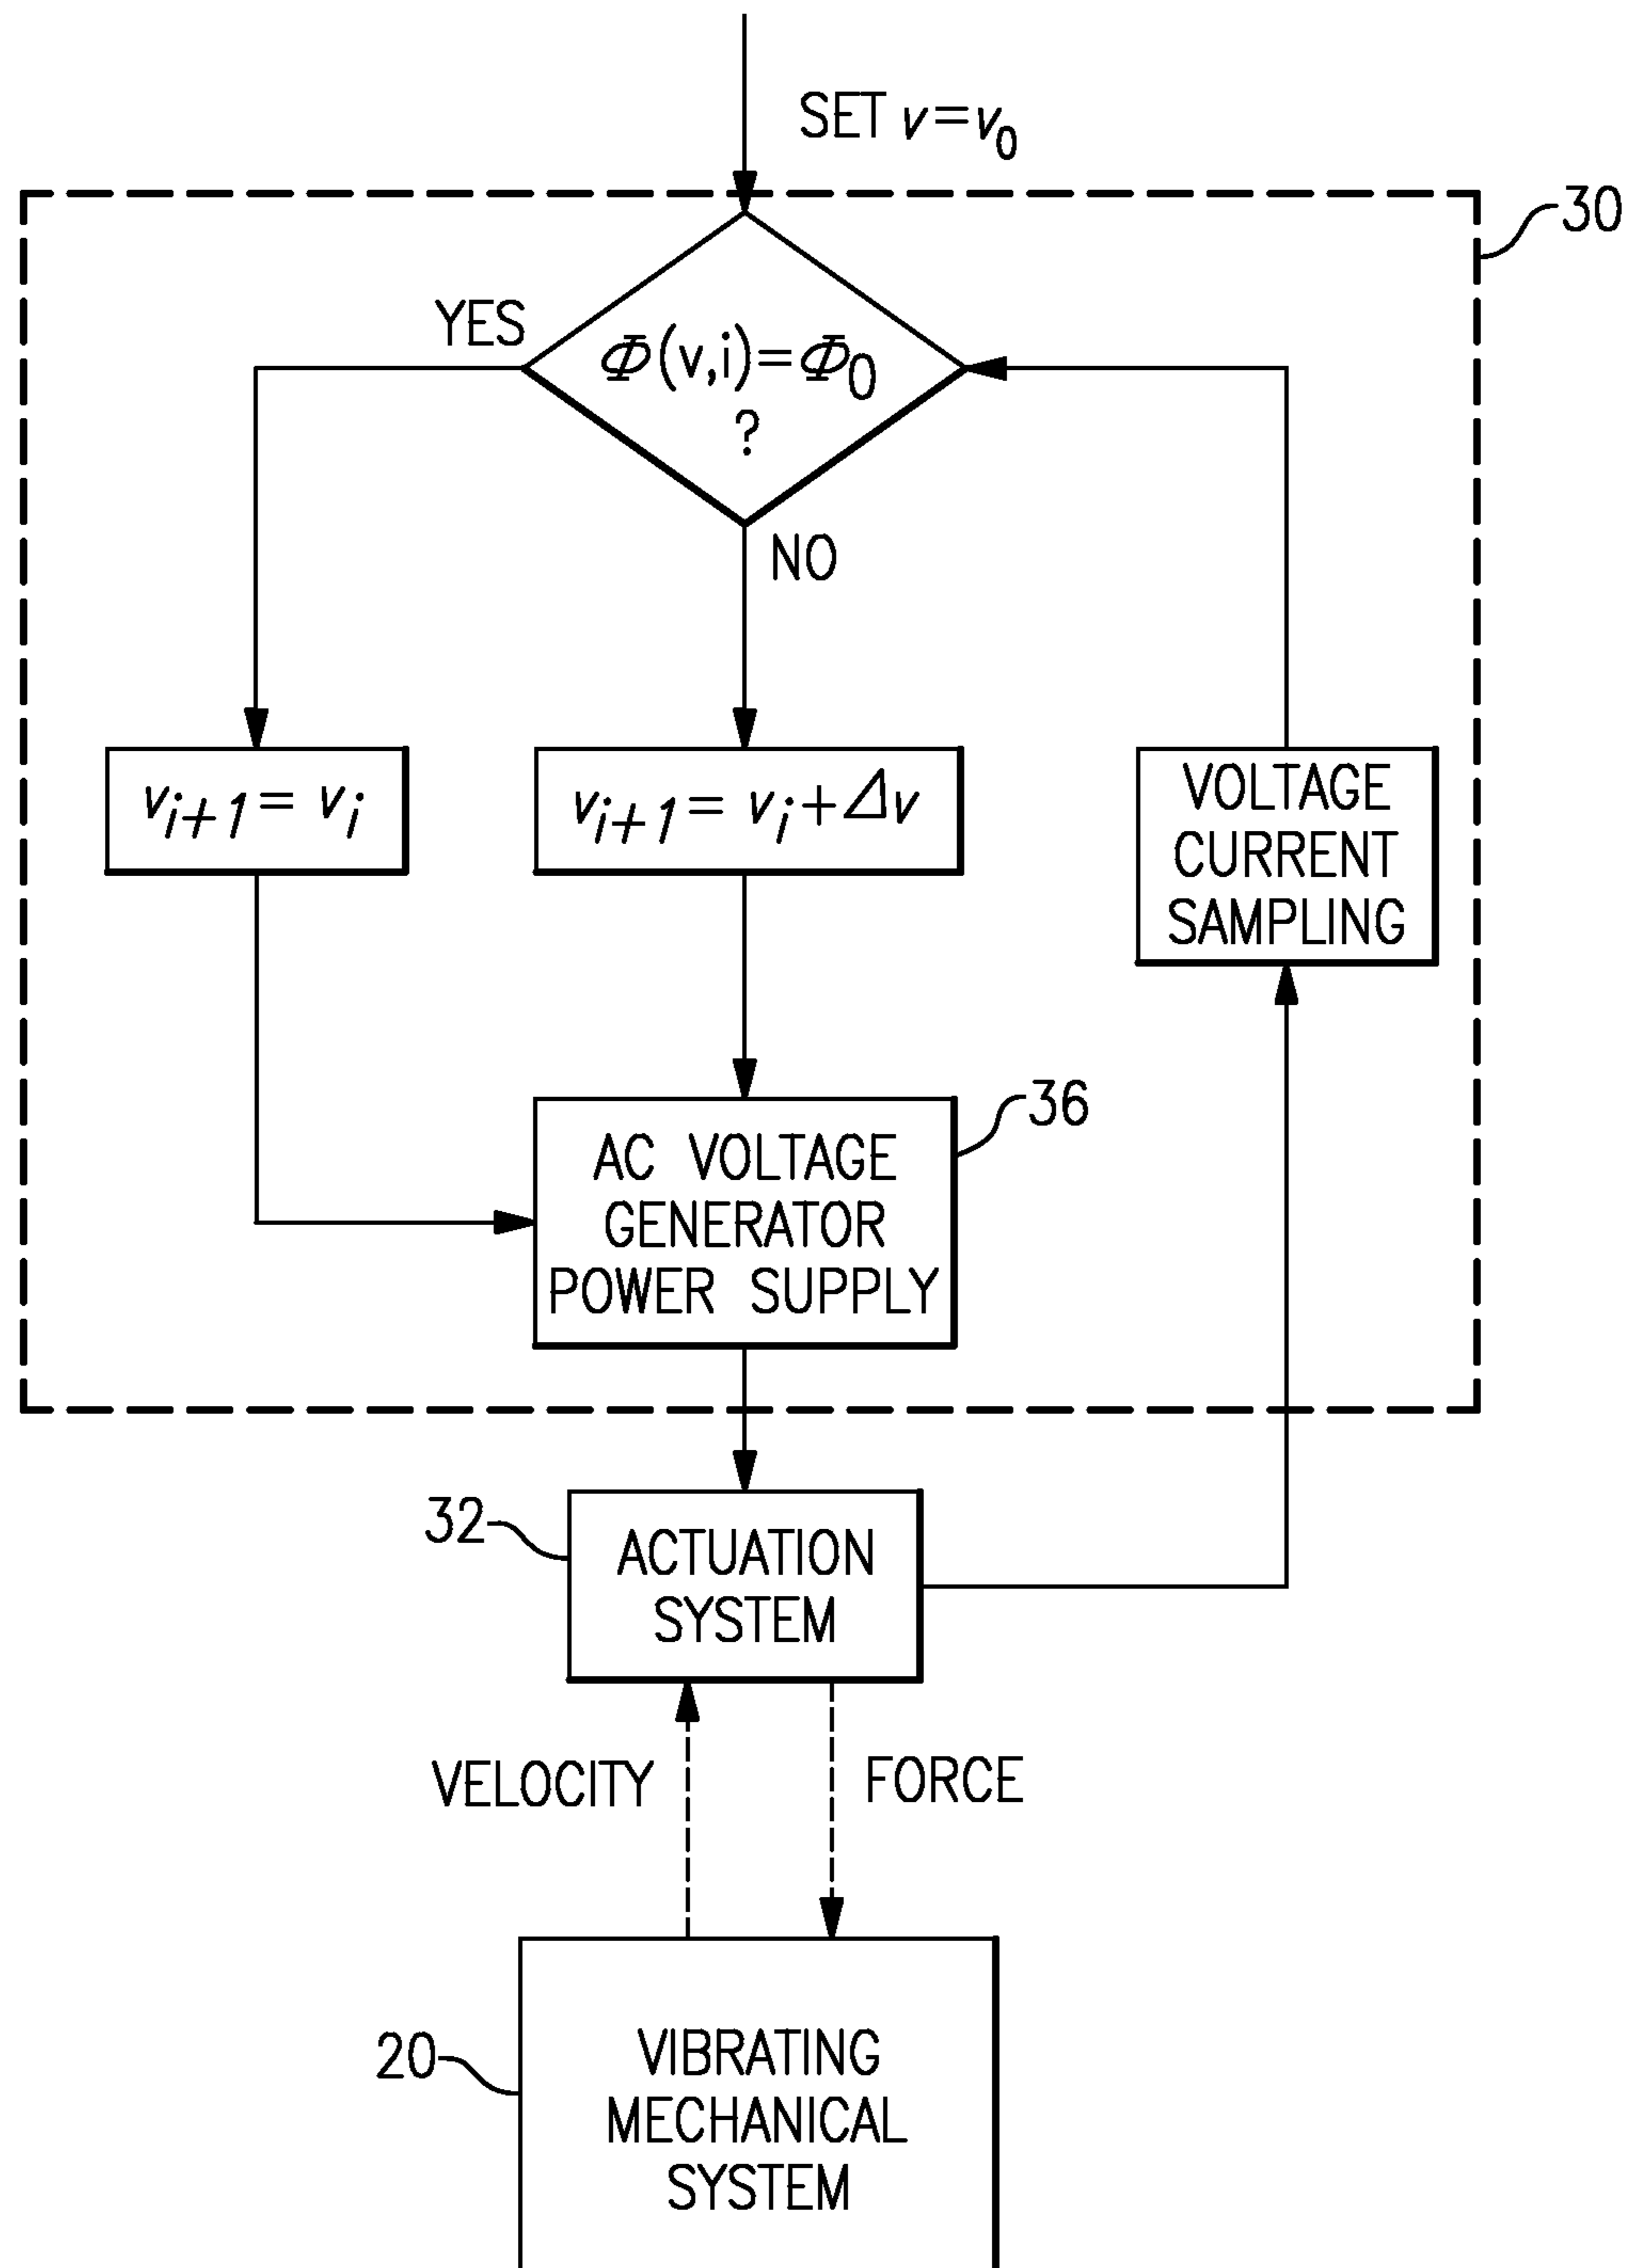 SET v=v₀
30
YES
Φ(v,i)=Φ₀
?
NO
vᵢ₊₁= vᵢ
vᵢ₊₁= vᵢ+Δv
VOLTAGE
CURRENT
SAMPLING
36
AC VOLTAGE
GENERATOR
POWER SUPPLY
32
ACTUATION
SYSTEM
VELOCITY
FORCE
20
VIBRATING
MECHANICAL
SYSTEM